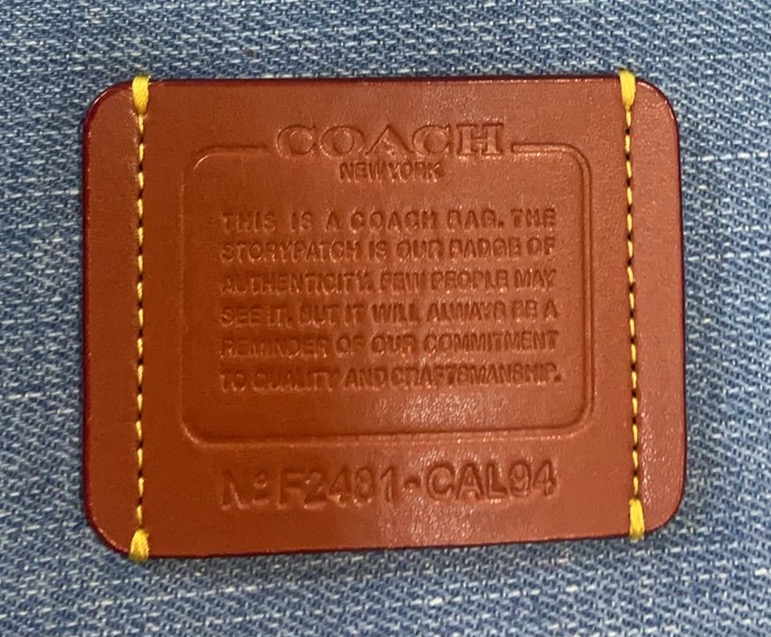 COACH
NEW YORK
THIS IS A COACH BAG. THE
STORYPATCH IS OUR BADGE OF
AUTHENTICITY. FEW PEOPLE MAY
SEE IT, BUT IT WILL ALWAYS BE A
REMINDER OF OUR COMMITMENT
TO QUALITY AND CRAFTSMANSHIP.
Nº F2481-CAL94